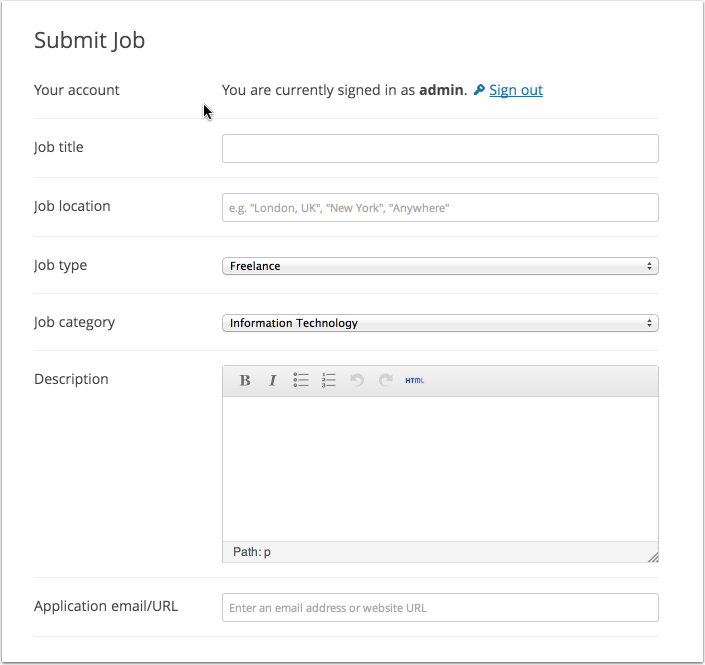 Submit Job
Your account You are currently signed in as admin. Sign out
Job title
Job location e.g. "London, UK", "New York", "Anywhere"
Job type Freelance
Job category Information Technology
Description B I HTML
Path: p
Application email/URL Enter an email address or website URL